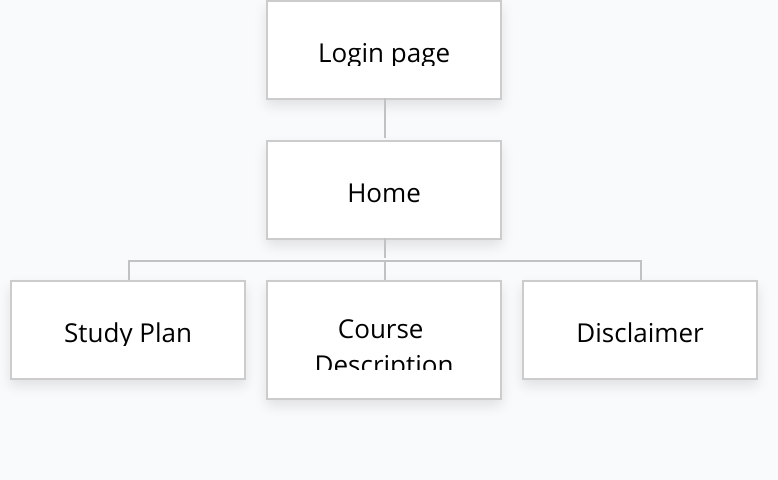 Login page
Home
Study Plan
Course
Description
Disclaimer